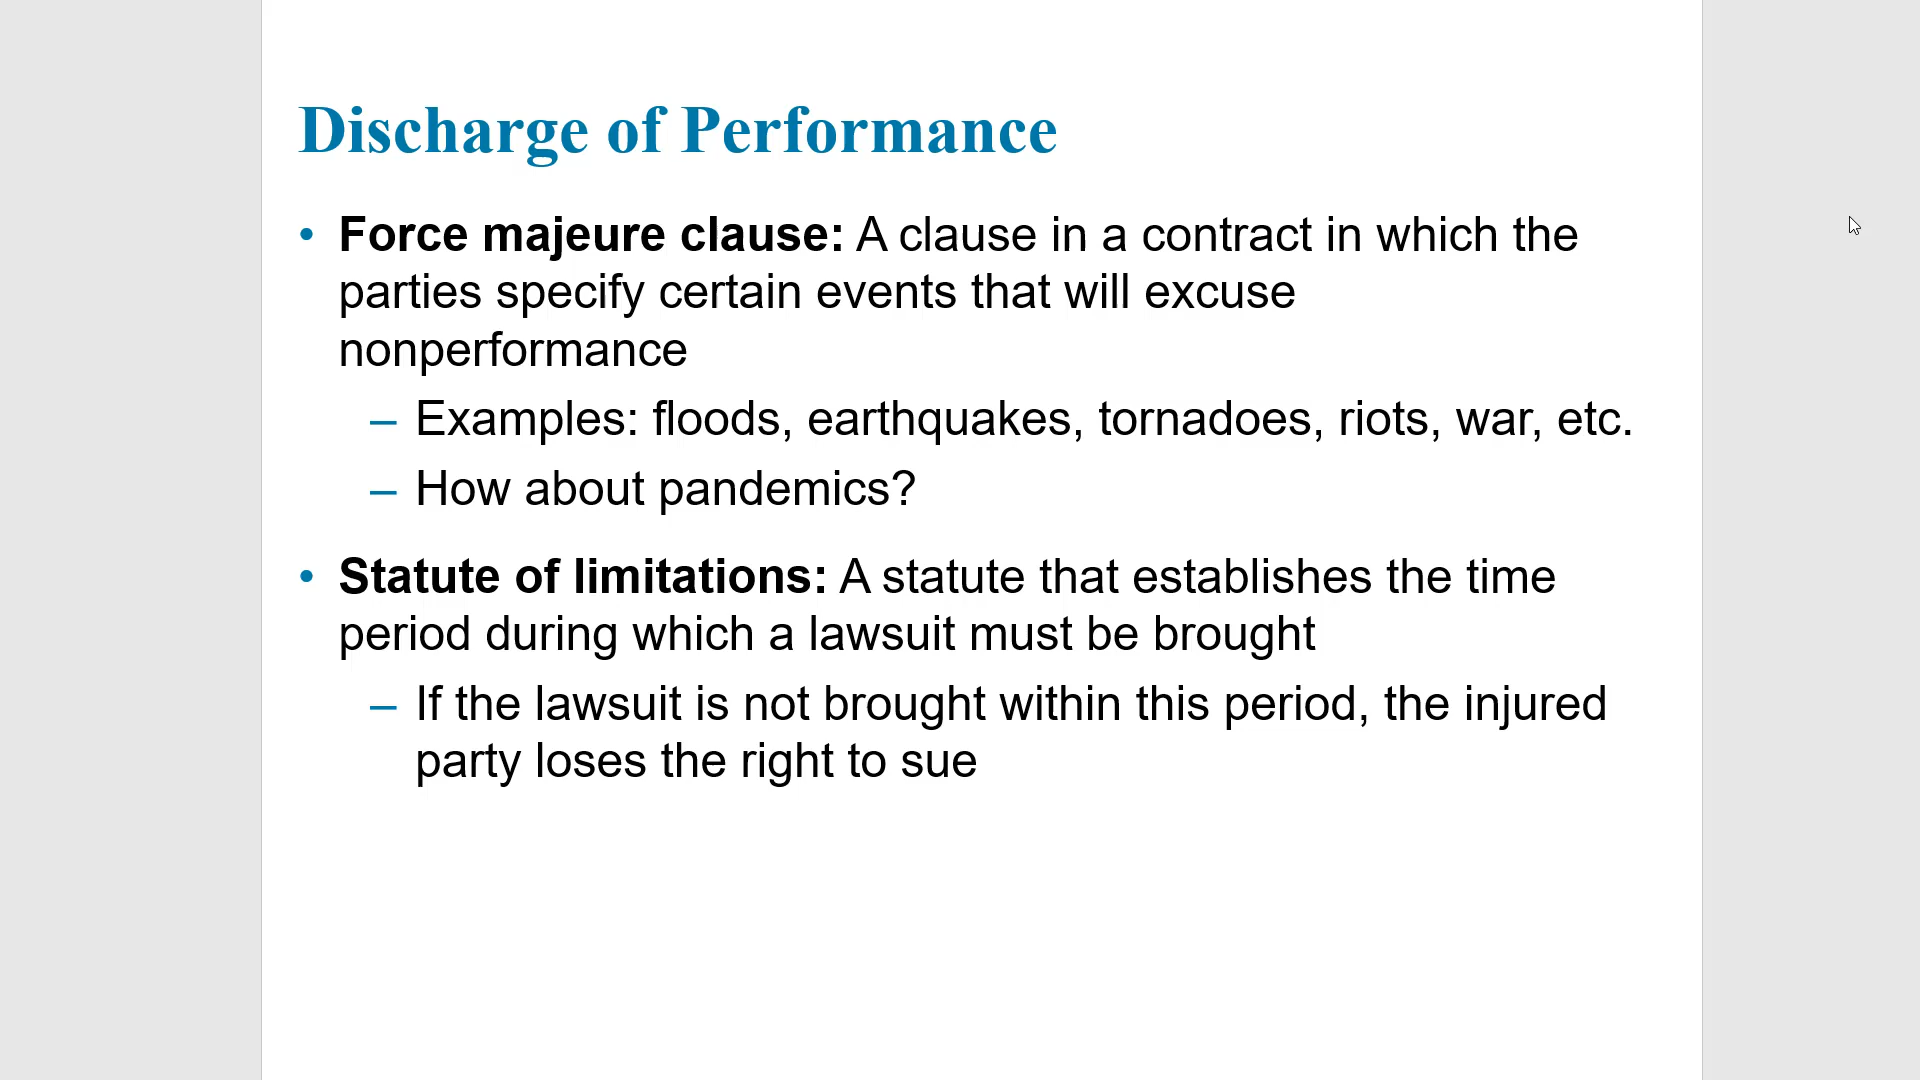 Discharge of Performance
• Force majeure clause: A clause in a contract in which the
parties specify certain events that will excuse
nonperformance
– Examples: floods, earthquakes, tornadoes, riots, war, etc.
– How about pandemics?
• Statute of limitations: A statute that establishes the time
period during which a lawsuit must be brought
– If the lawsuit is not brought within this period, the injured
party loses the right to sue